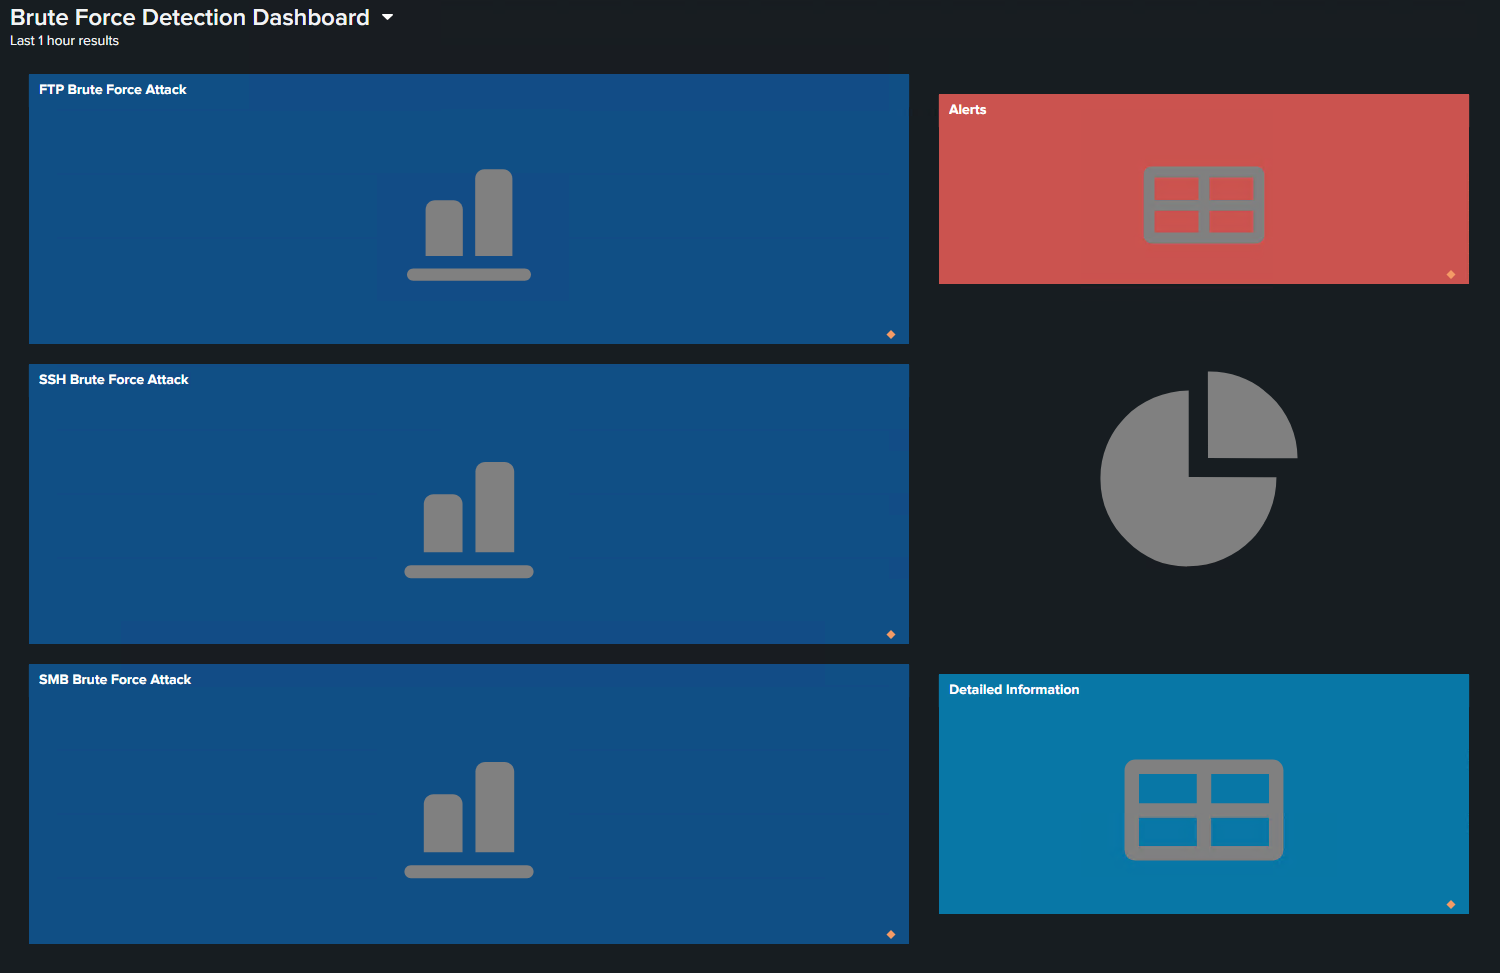 Brute Force Detection Dashboard
Last 1 hour results
FTP Brute Force Attack
Alerts
SSH Brute Force Attack
SMB Brute Force Attack
Detailed Information